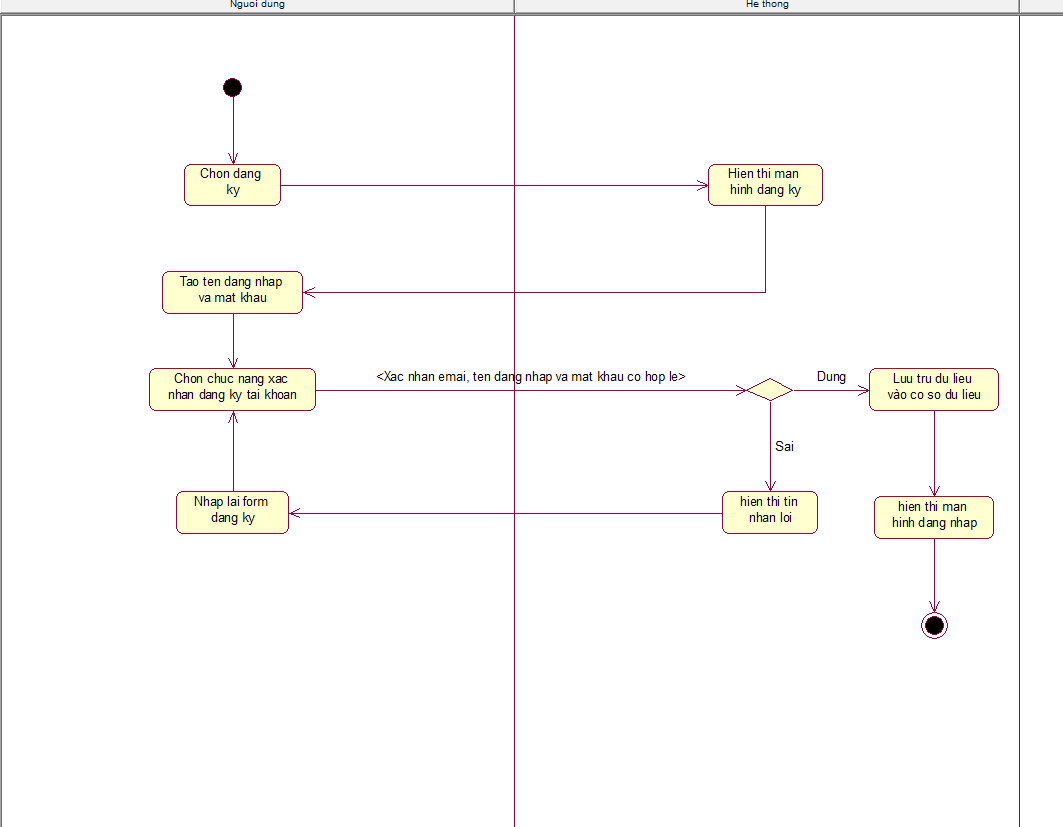 Nguoi dung
He thong
Chon dang
ky
Hien thi man
hinh dang ky
Tao ten dang nhap
va mat khau
Chon chuc nang xac
nhan dang ky tai khoan
<Xac nhan emai, ten dang nhap va mat khau co hop le>
Dung
Luu tru du lieu
vào co so du lieu
Sai
Nhap lai form
dang ky
hien thi tin
nhan loi
hien thi man
hinh dang nhap